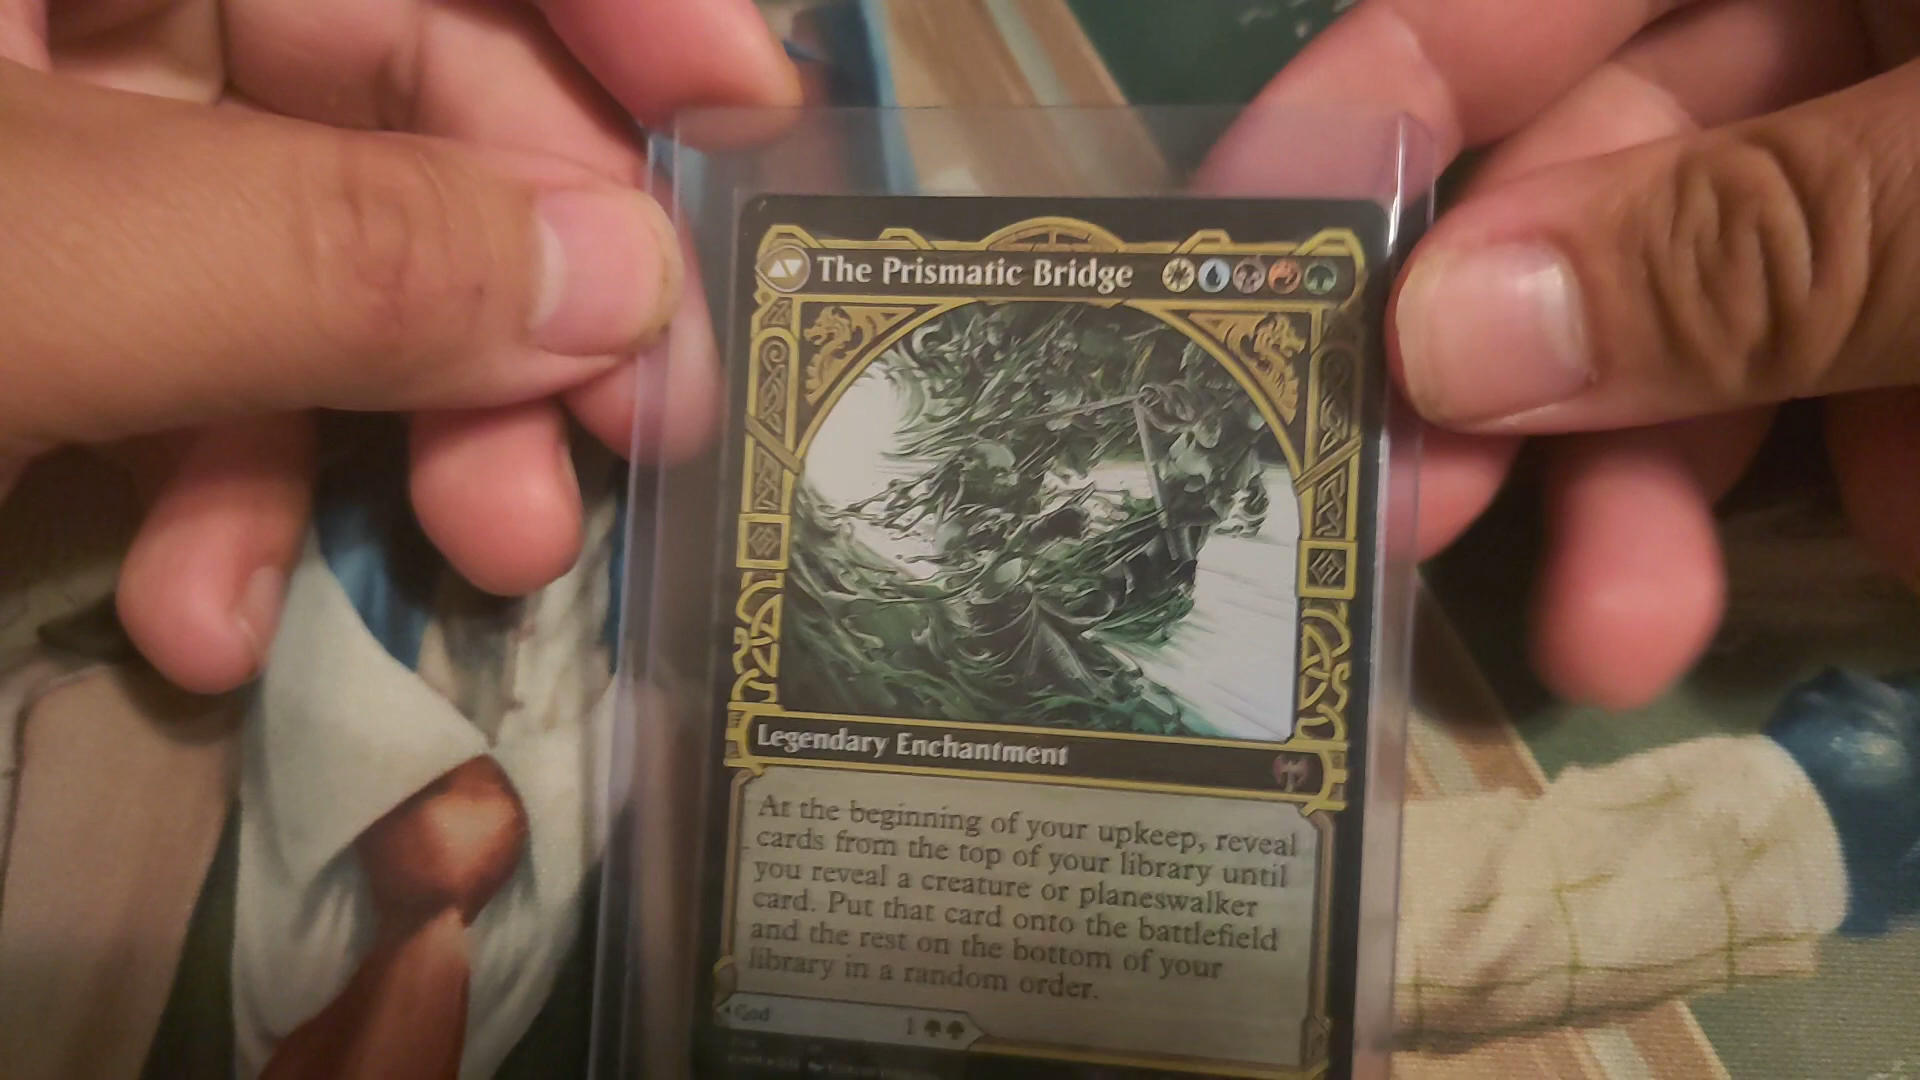 The Prismatic Bridge
Legendary Enchantment
At the beginning of your upkeep, reveal
cards from the top of your library until
you reveal a creature or planeswalker
card. Put that card onto the battlefield
and the rest on the bottom of your
library in a random order.
God 1